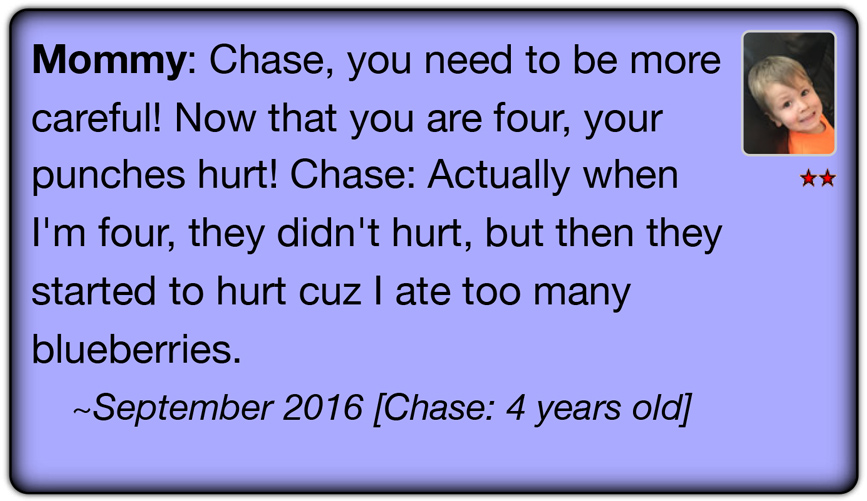 Mommy: Chase, you need to be more
careful! Now that you are four, your
punches hurt! Chase: Actually when
I'm four, they didn't hurt, but then they
started to hurt cuz I ate too many
blueberries.
~September 2016 [Chase: 4 years old]